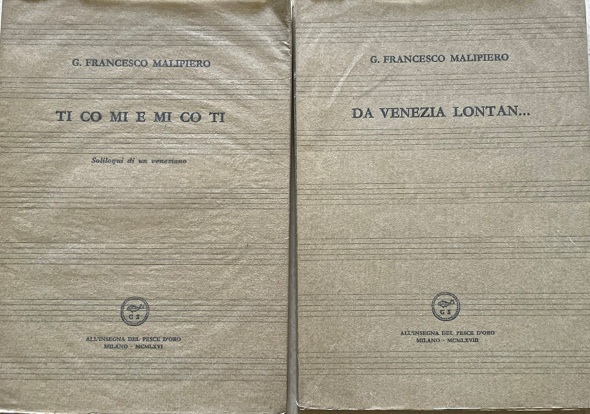 G. FRANCESCO MALIPIERO
TI CO MI E MI CO TI
Soliloqui di un veneziano
G S
ALL'INSEGNA DEL PESCE D'ORO
MILANO - MCMLXVI
G. FRANCESCO MALIPIERO
DA VENEZIA LONTAN...
G S
ALL'INSEGNA DEL PESCE D'ORO
MILANO - MCMLXVIII